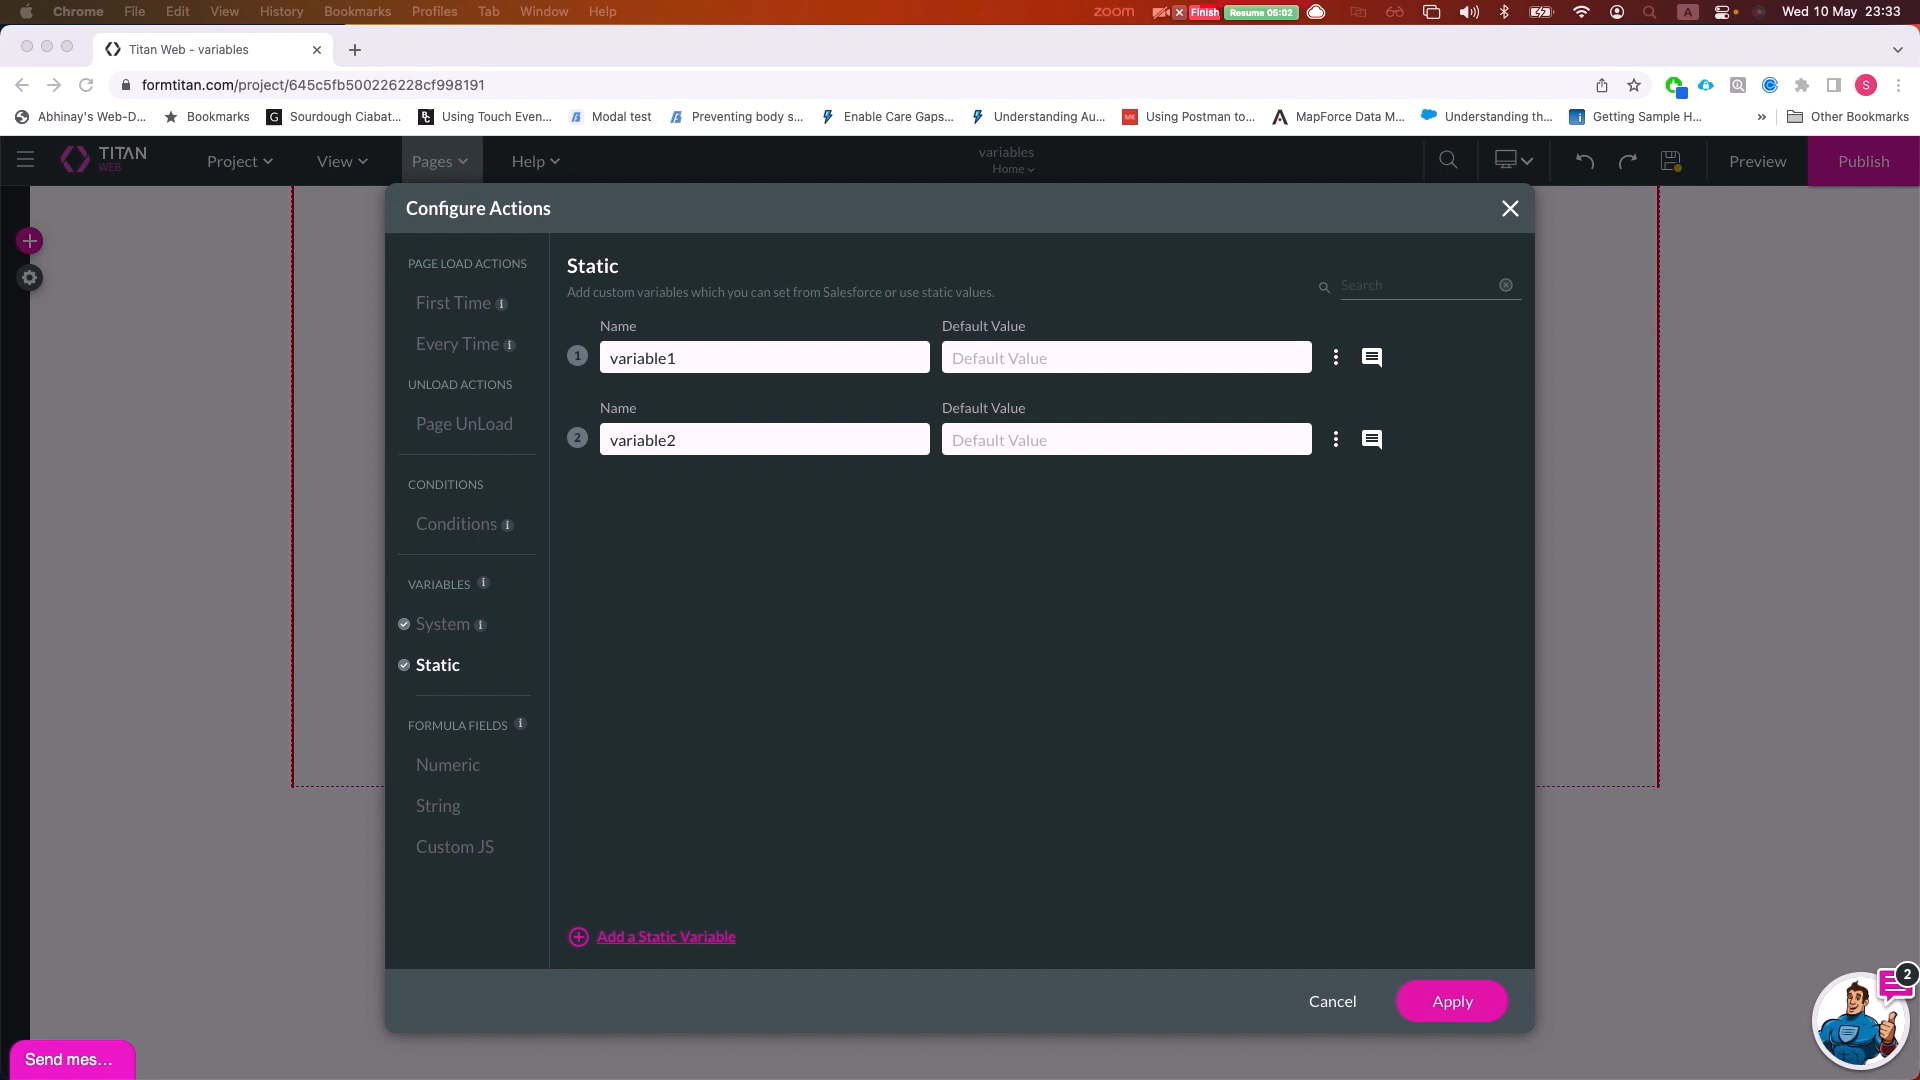 Chrome File Edit View History Bookmarks Profiles Tab Window Help zoom Finish Resume 05:02 A Wed 10 May 23:33
Titan Web - variables
formtitan.com/project/645c5fb500226228cf998191 S
Abhinay's Web-D... Bookmarks G Sourdough Ciabat... Using Touch Even... Modal test Preventing body s... Enable Care Gaps... Understanding Au... MK Using Postman to... MapForce Data M... Understanding th... Getting Sample H... » Other Bookmarks
TITAN WEB Project View Pages Help variables Preview Publish
Home
Configure Actions
PAGE LOAD ACTIONS
First Time
Every Time
UNLOAD ACTIONS
Page UnLoad
CONDITIONS
Conditions
VARIABLES
System
Static
FORMULA FIELDS
Numeric
String
Custom JS
Static
Add custom variables which you can set from Salesforce or use static values.
Search
Name Default Value
1 variable1 Default Value
Name Default Value
2 variable2 Default Value
Add a Static Variable
Cancel Apply
2
Send mes...